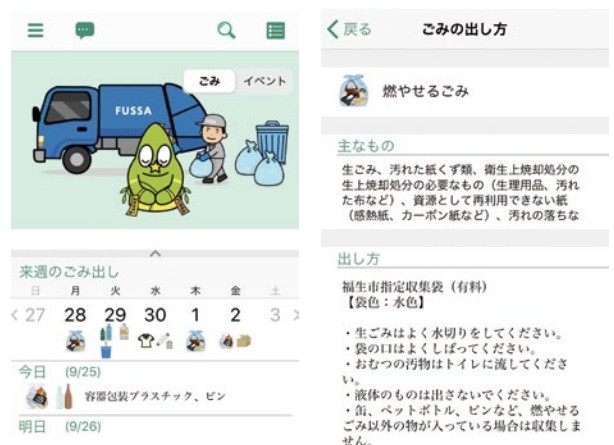 ごみ
イベント
FUSSA
来週のごみ出し
日 月 火 水 木 金 土
27 28 29 30 1 2 3
今日 (9/25)
容器包装プラスチック、ビン
明日 (9/26)
戻る
ごみの出し方
燃やせるごみ
主なもの
生ごみ、汚れた紙くず類、衛生上焼却処分の
生上焼却処分の必要なもの(生理用品、汚れ
た布など)、資源として再利用できない紙
(感熱紙、カーボン紙など)、汚れの落ちな
出し方
福生市指定収集袋(有料)
【袋色:水色】
・生ごみはよく水切りをしてください。
・袋の口はよくしばってください。
・おむつの汚物はトイレに流してくださ
い。
・液体のものは出さないでください。
・缶、ペットボトル、ビンなど、燃やせる
ごみ以外の物が入っている場合は収集しま
せん。